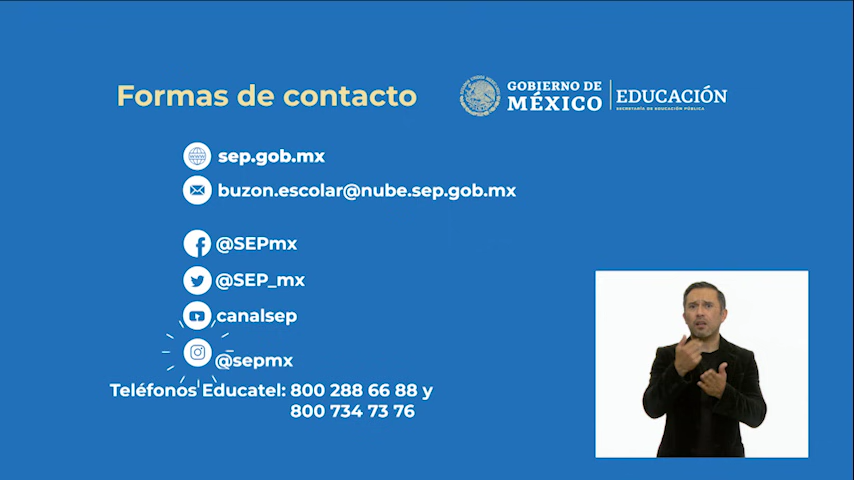 Formas de contacto
GOBIERNO DE
MÉXICO
EDUCACIÓN
SECRETARÍA DE EDUCACIÓN PÚBLICA
sep.gob.mx
buzon.escolar@nube.sep.gob.mx
@SEPmx
@SEP_mx
canalsep
@sepmx
Teléfonos Educatel: 800 288 66 88 y
800 734 73 76